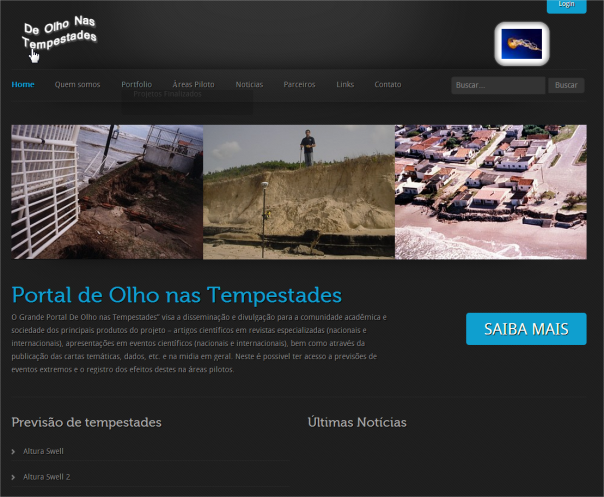 Login
De Olho Nas
Tempestades
Home Quem somos Portfolio Áreas Piloto Noticias Parceiros Links Contato Buscar... Buscar
Projetos Finalizados
Portal de Olho nas Tempestades
O Grande Portal De Olho nas Tempestades" visa a disseminação e divulgação para a comunidade acadêmica e
sociedade dos principais produtos do projeto – artigos científicos em revistas especializadas (nacionais e
internacionais), apresentações em eventos científicos (nacionais e internacionais), bem como através da
publicação das cartas temáticas, dados, etc. e na mídia em geral. Neste é possivel ter acesso a previsões de
eventos extremos e o registro dos efeitos destes na áreas pilotos.
SAIBA MAIS
Previsão de tempestades
Últimas Notícias
Altura Swell
Altura Swell 2